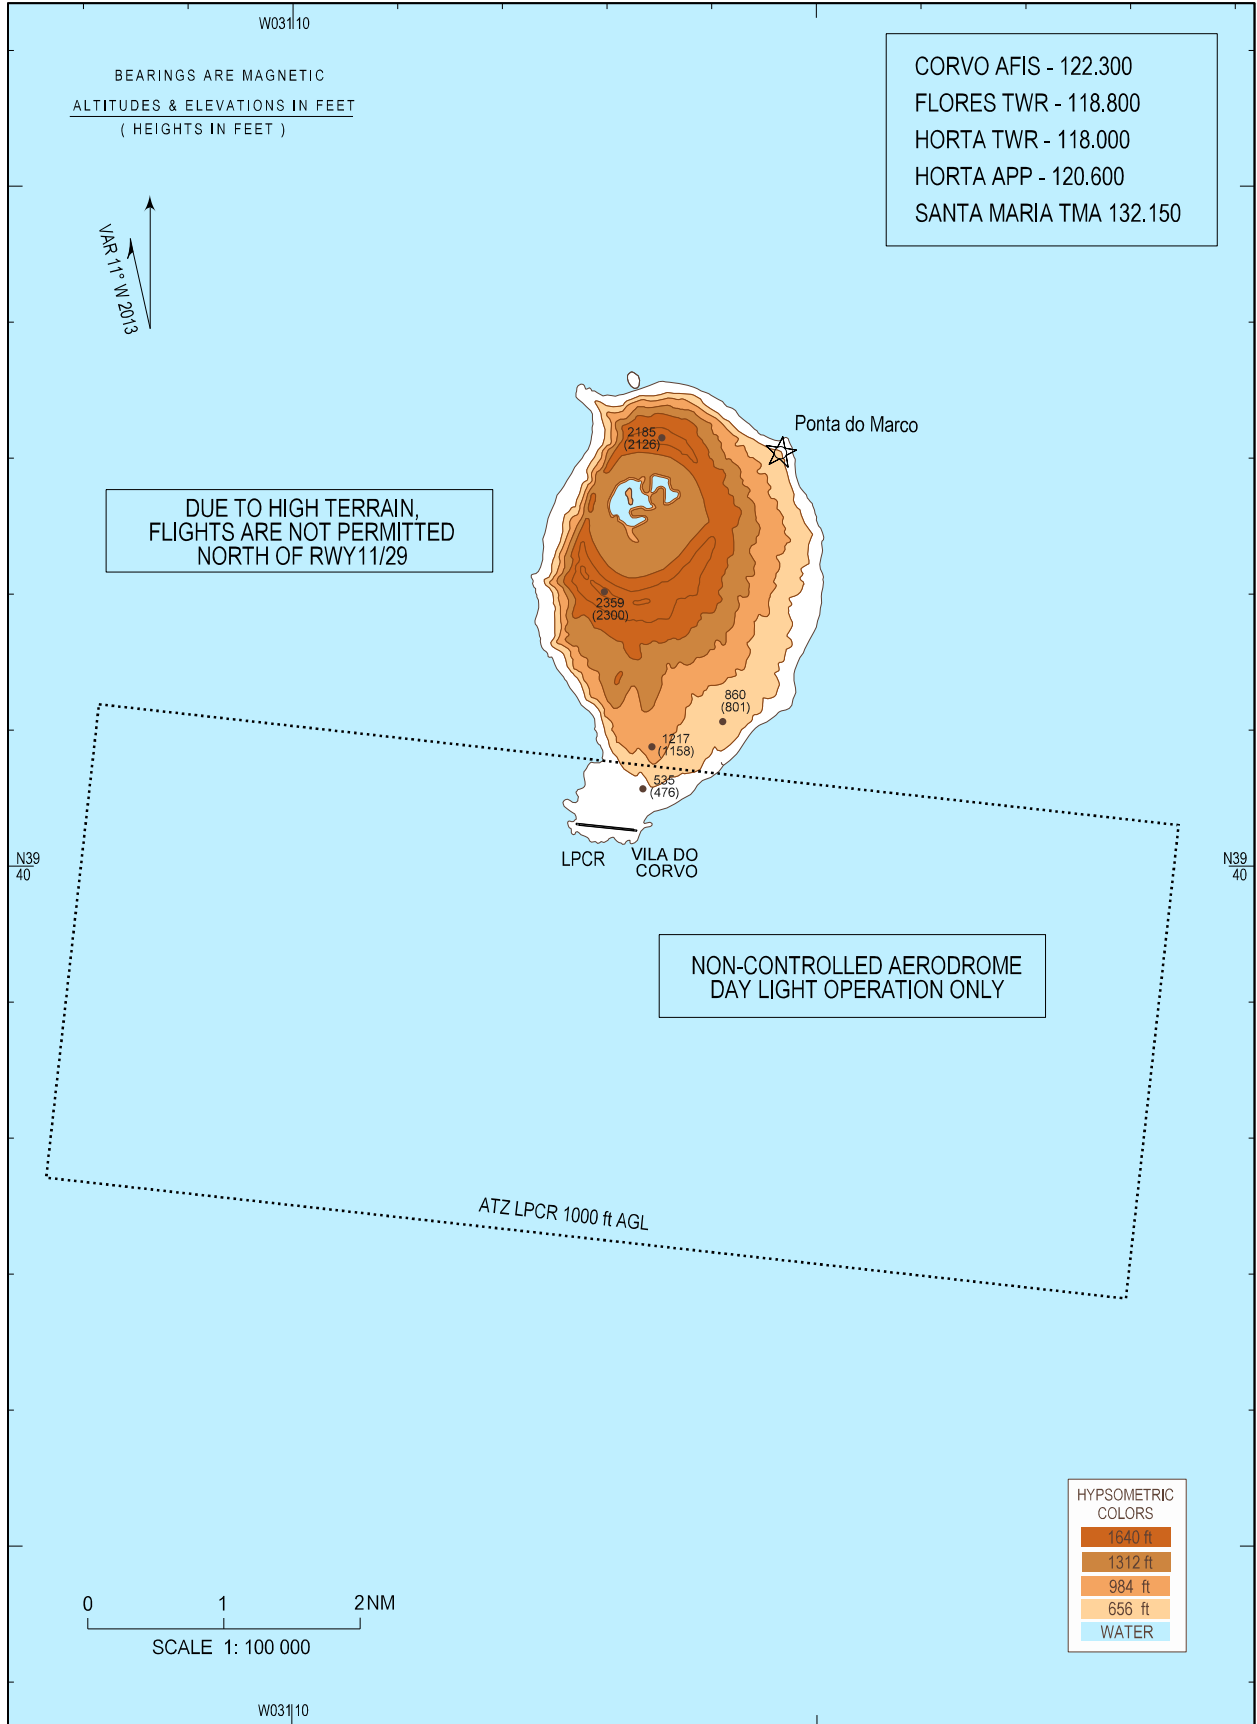 W031 10
BEARINGS ARE MAGNETIC
ALTITUDES & ELEVATIONS IN FEET
( HEIGHTS IN FEET )
CORVO AFIS - 122.300
FLORES TWR - 118.800
HORTA TWR - 118.000
HORTA APP - 120.600
SANTA MARIA TMA 132.150
VAR 11° W 2013
Ponta do Marco
2185
(2126)
DUE TO HIGH TERRAIN,
FLIGHTS ARE NOT PERMITTED
NORTH OF RWY11/29
2359
(2300)
860
(801)
1217
(1158)
535
(476)
LPCR
VILA DO
CORVO
N39
40
N39
40
NON-CONTROLLED AERODROME
DAY LIGHT OPERATION ONLY
ATZ LPCR 1000 ft AGL
HYPSOMETRIC
COLORS
1640 ft
1312 ft
984 ft
656 ft
WATER
0 1 2 NM
SCALE 1: 100 000
W031 10